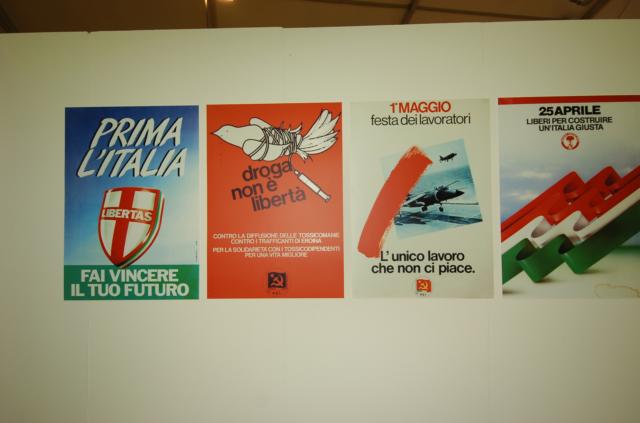 PRIMA
L'ITALIA
LIBERTAS
FAI VINCERE
IL TUO FUTURO
droga
non è
libertà
CONTRO LA DIFFUSIONE DELLE TOSSICOMANIE
CONTRO I TRAFFICANTI DI EROINA
PER LA SOLIDARIETÀ CON I TOSSICODIPENDENTI
PER UNA VITA MIGLIORE
P.C.I.
1° MAGGIO
festa dei lavoratori
L'unico lavoro
che non ci piace.
P.C.I.
25 APRILE
LIBERI PER COSTRUIRE
UN'ITALIA GIUSTA